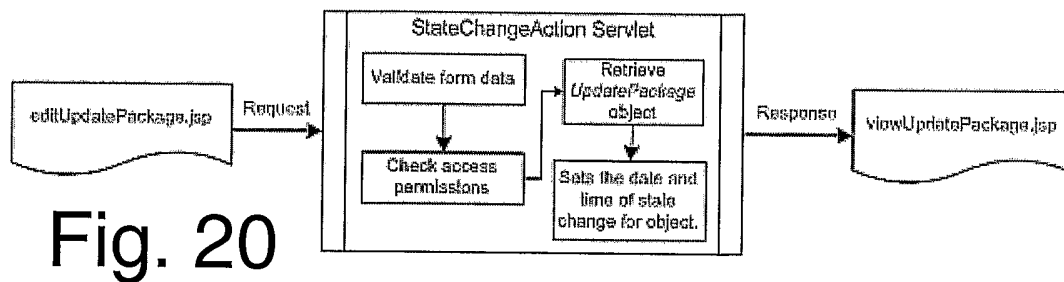 StateChangeAction Servlet
editUpdatePackage.jsp
Request
Validate form data
Check access
permissions
Retrieve
UpdatePackage
object
Sets the date and
time of state
change for object.
Response
viewUpdatePackage.jsp
Fig. 20